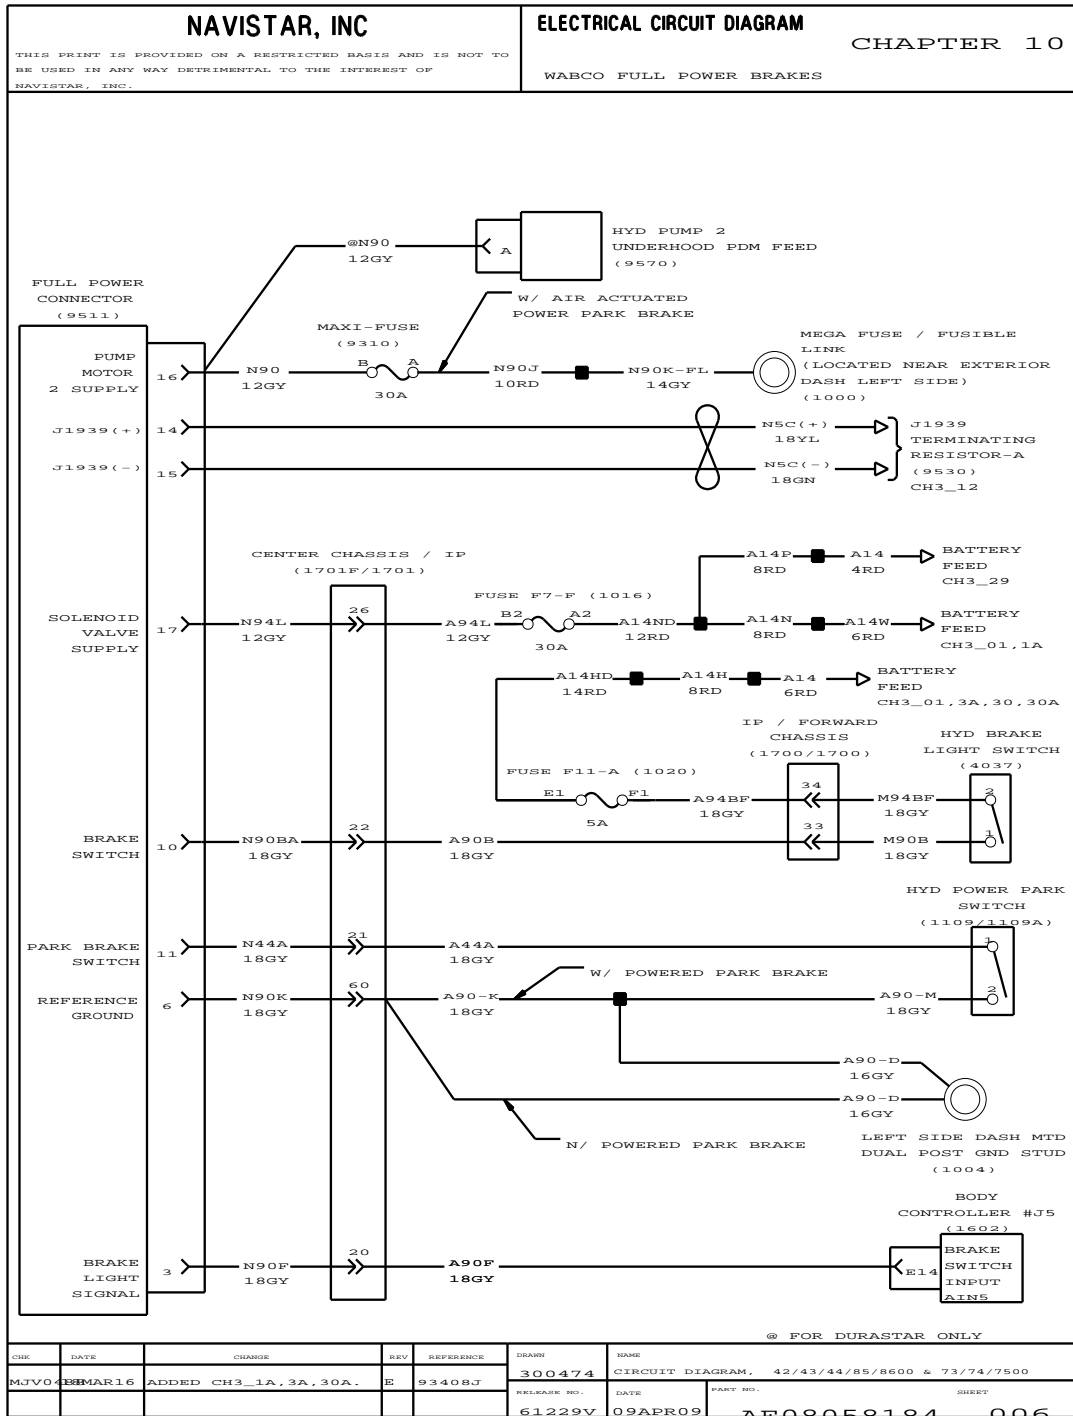 NAVISTAR, INC
THIS PRINT IS PROVIDED ON A RESTRICTED BASIS AND IS NOT TO
BE USED IN ANY WAY DETRIMENTAL TO THE INTEREST OF
NAVISTAR, INC.
ELECTRICAL CIRCUIT DIAGRAM
CHAPTER 10
WABCO FULL POWER BRAKES
@N90
12GY
A
HYD PUMP 2
UNDERHOOD PDM FEED
(9570)
FULL POWER
CONNECTOR
(9511)
W/ AIR ACTUATED
POWER PARK BRAKE
MAXI-FUSE
(9310)
PUMP
MOTOR
2 SUPPLY
16
N90
12GY
B
A
30A
N90J
10RD
N90K-FL
14GY
MEGA FUSE / FUSIBLE
LINK
(LOCATED NEAR EXTERIOR
DASH LEFT SIDE)
(1000)
J1939(+)
14
N5C(+)
18YL
J1939(-)
15
N5C(-)
18GN
J1939
TERMINATING
RESISTOR-A
(9530)
CH3_12
CENTER CHASSIS / IP
(1701F/1701)
A14P
8RD
A14
4RD
BATTERY
FEED
CH3_29
FUSE F7-F (1016)
SOLENOID
VALVE
SUPPLY
17
N94L
12GY
26
A94L
12GY
B2
A2
30A
A14ND
12RD
A14N
8RD
A14W
6RD
BATTERY
FEED
CH3_01,1A
A14HD
14RD
A14H
8RD
A14
6RD
BATTERY
FEED
CH3_01,3A,30,30A
IP / FORWARD
CHASSIS
(1700/1700)
HYD BRAKE
LIGHT SWITCH
(4037)
FUSE F11-A (1020)
E1
F1
5A
A94BF
18GY
34
M94BF
18GY
2
BRAKE
SWITCH
10
N90BA
18GY
22
A90B
18GY
33
M90B
18GY
1
HYD POWER PARK
SWITCH
(1109/1109A)
PARK BRAKE
SWITCH
11
N44A
18GY
21
A44A
18GY
1
W/ POWERED PARK BRAKE
REFERENCE
GROUND
6
N90K
18GY
60
A90-K
18GY
A90-M
18GY
2
A90-D
16GY
A90-D
16GY
N/ POWERED PARK BRAKE
LEFT SIDE DASH MTD
DUAL POST GND STUD
(1004)
BODY
CONTROLLER #J5
(1602)
BRAKE
LIGHT
SIGNAL
3
N90F
18GY
20
A90F
18GY
E14
BRAKE
SWITCH
INPUT
AIN5
@ FOR DURASTAR ONLY
CHK
DATE
CHANGE
REV
REFERENCE
DRAWN
NAME
ADDED CH3_1A,3A,30A.
E
93408J
300474
CIRCUIT DIAGRAM, 42/43/44/85/8600 & 73/74/7500
RELEASE NO.
DATE
PART NO.
SHEET
61229V
09APR09
AE08058184
006